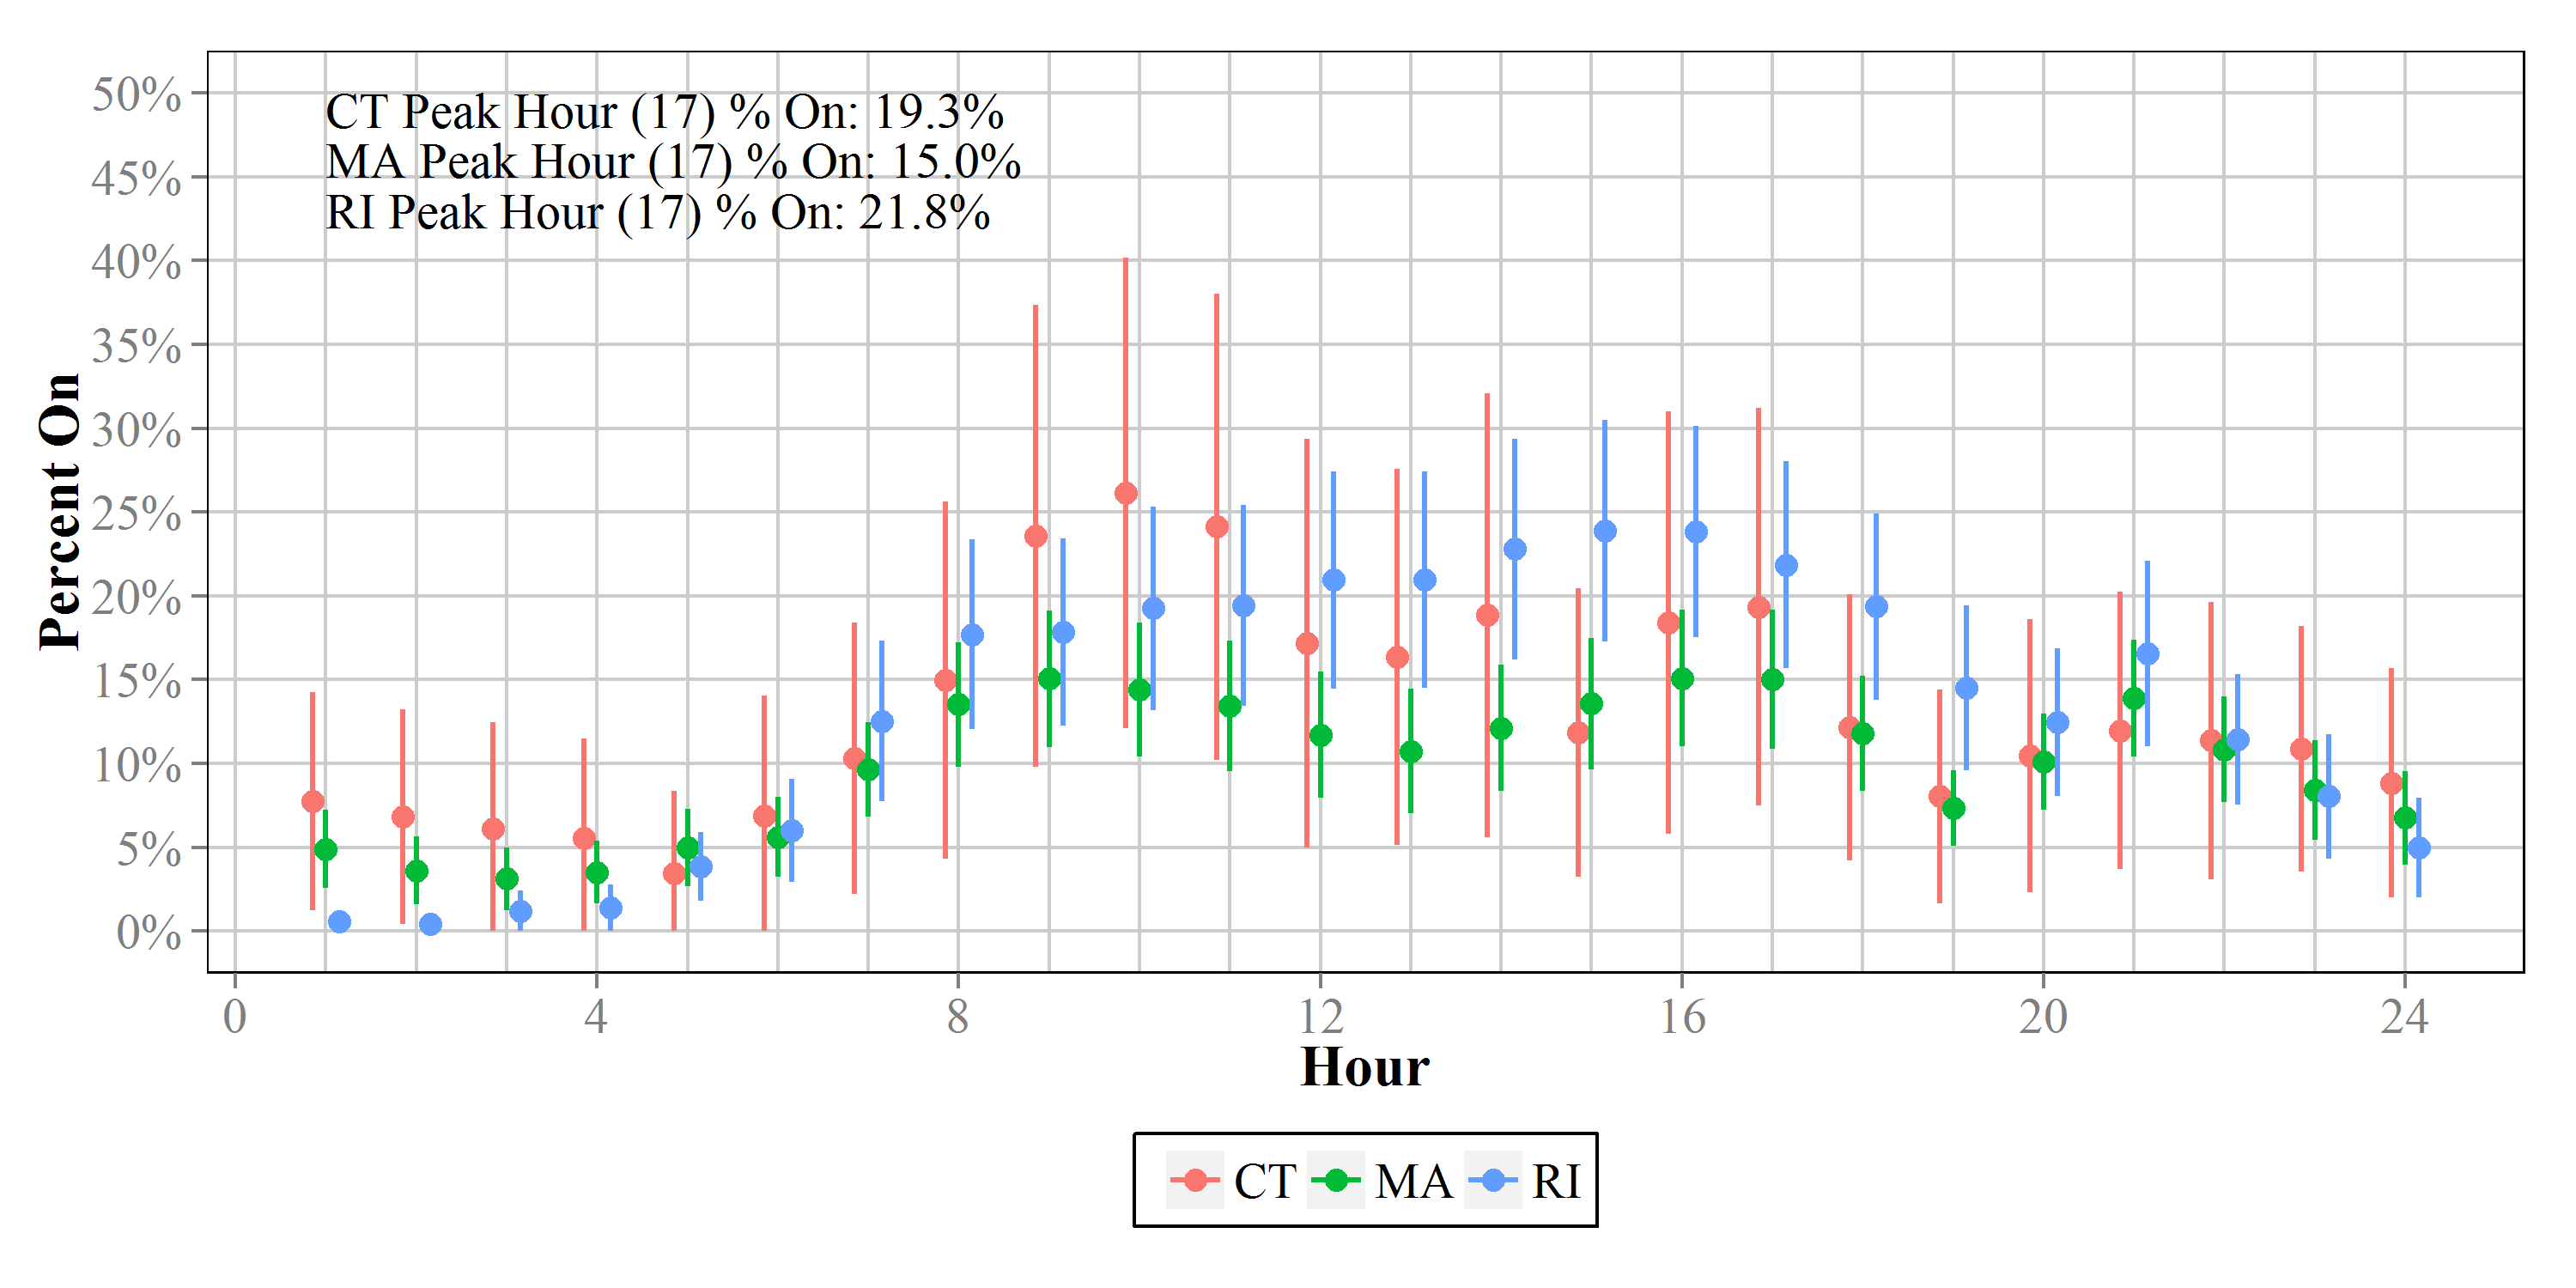 CT Peak Hour (17) % On: 19.3%
MA Peak Hour (17) % On: 15.0%
RI Peak Hour (17) % On: 21.8%
50%
45%
40%
35%
30%
25%
20%
15%
10%
5%
0%
Percent On
0 4 8 12 16 20 24
Hour
CT MA RI